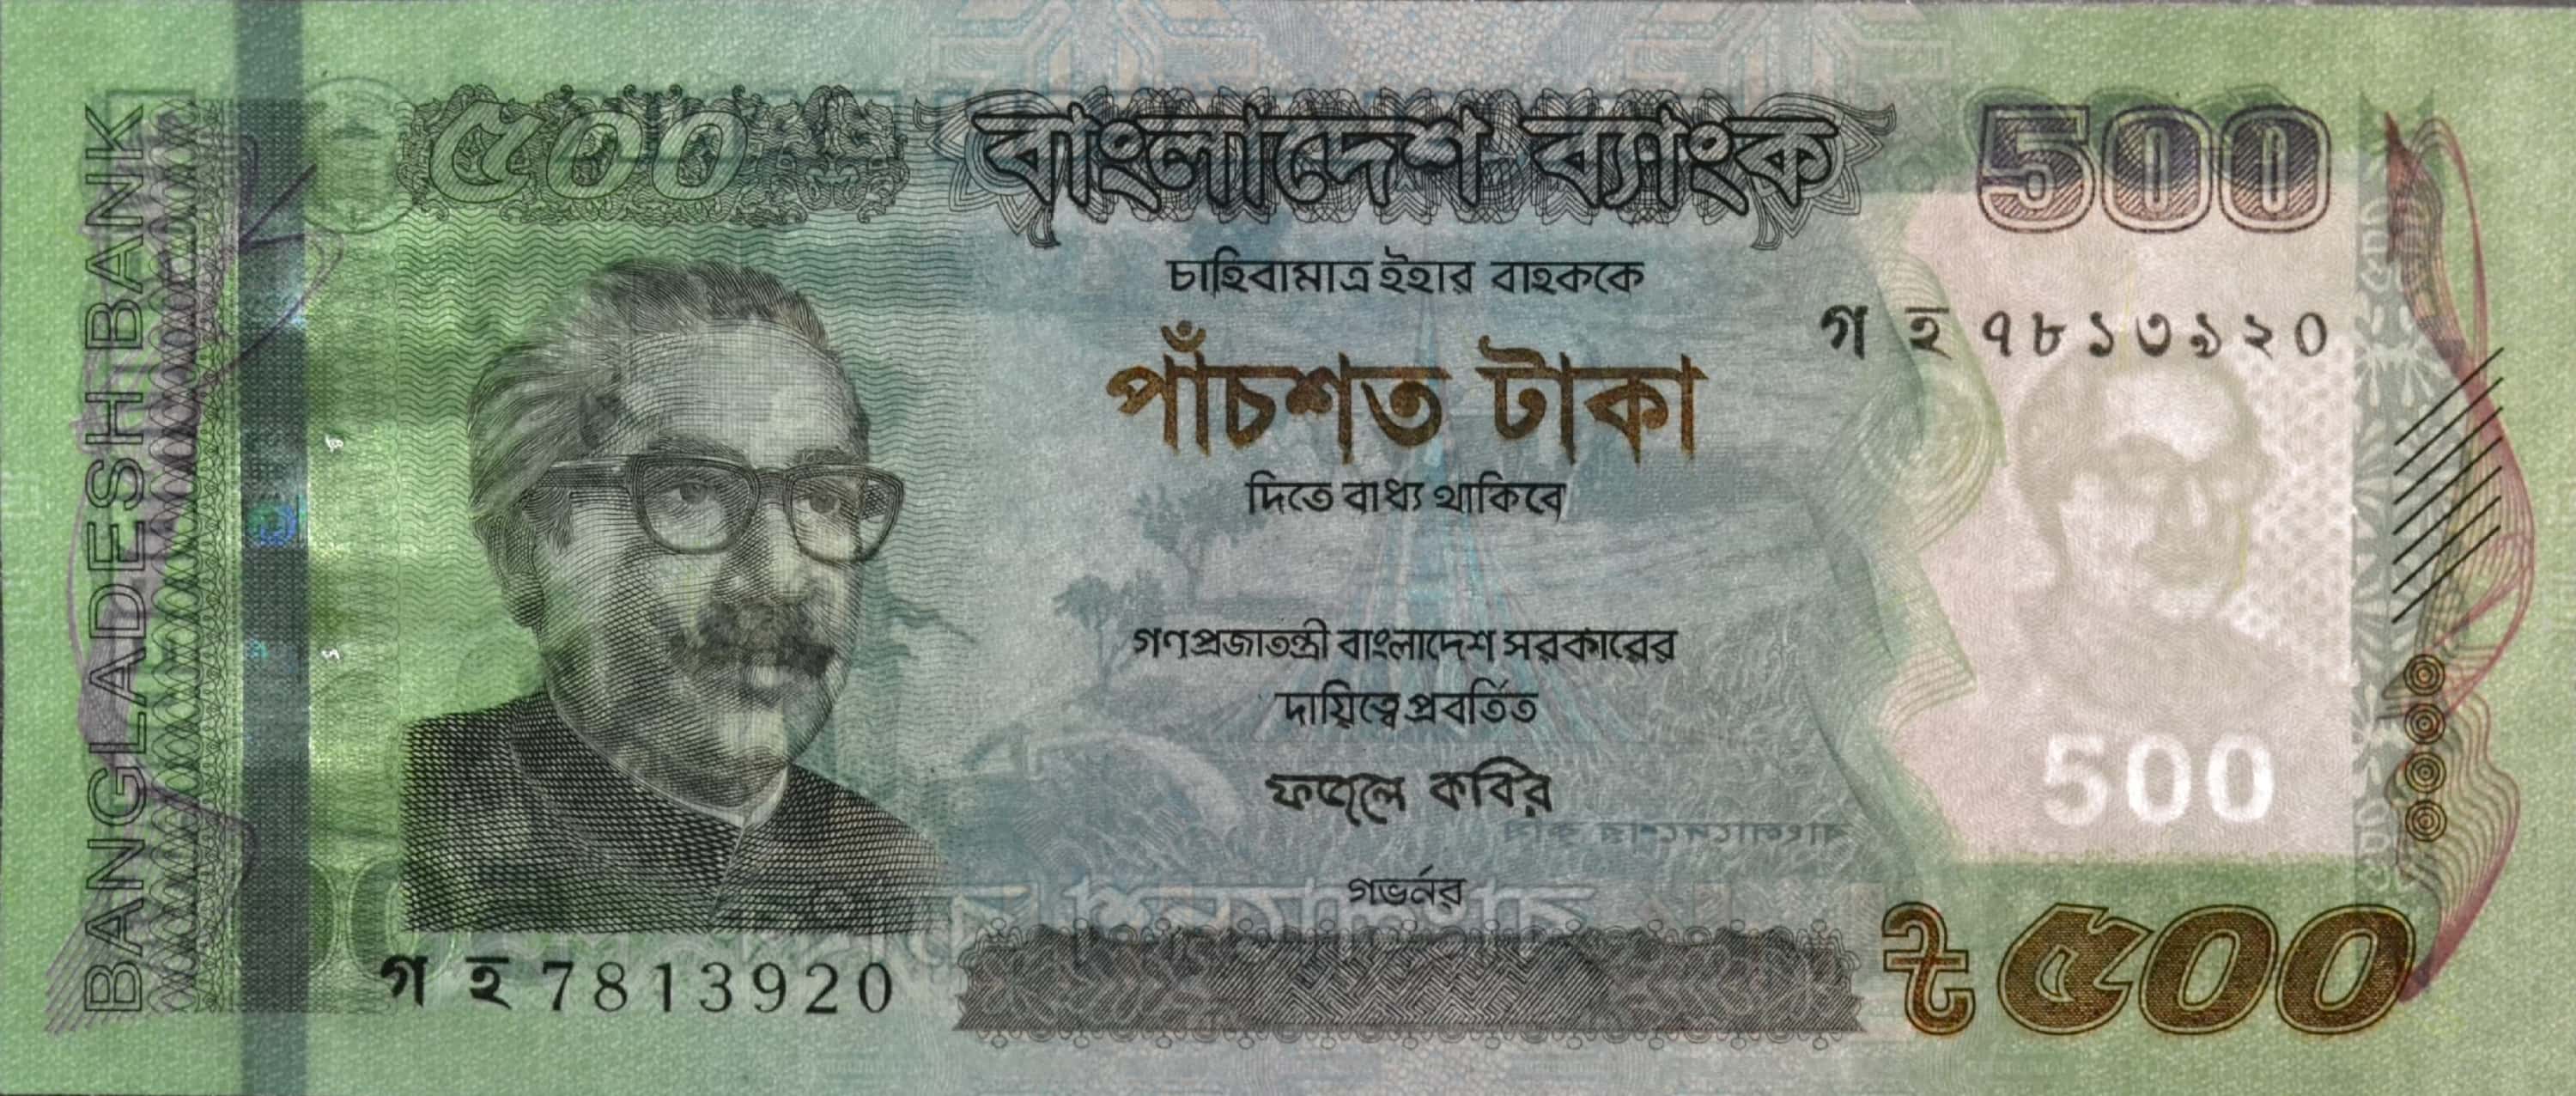 BANGLADESH BANK
৫০০
বাংলাদেশ ব্যাংক
500
চাহিবামাত্র ইহার বাহককে
গ হ ৭৮১৩৯২০
পাঁচশত টাকা
দিতে বাধ্য থাকিবে
গণপ্রজাতন্ত্রী বাংলাদেশ সরকারের
দায়িত্বে প্রবর্তিত
ফজলে কবির
500
গভর্নর
গ হ 7813920
৳ ৫০০